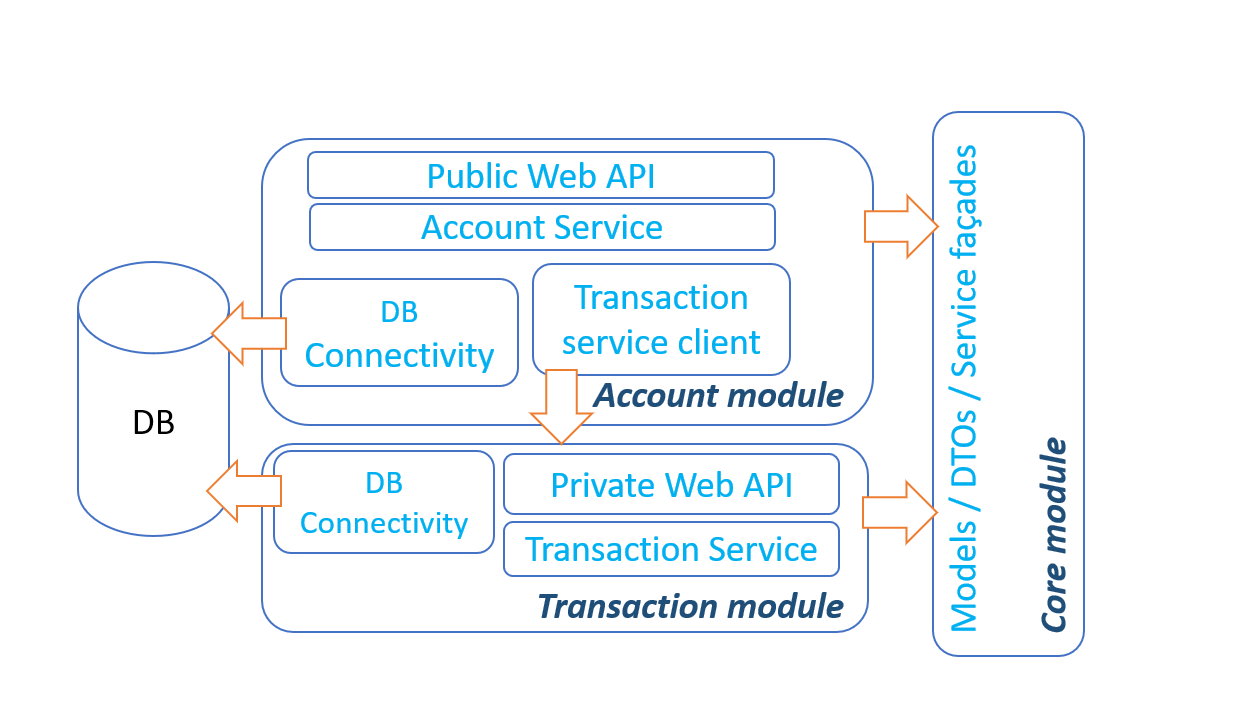 Public Web API
Account Service
DB
Connectivity
Transaction
service client
Account module
DB
DB
Connectivity
Private Web API
Transaction Service
Transaction module
Models / DTOs / Service façades
Core module